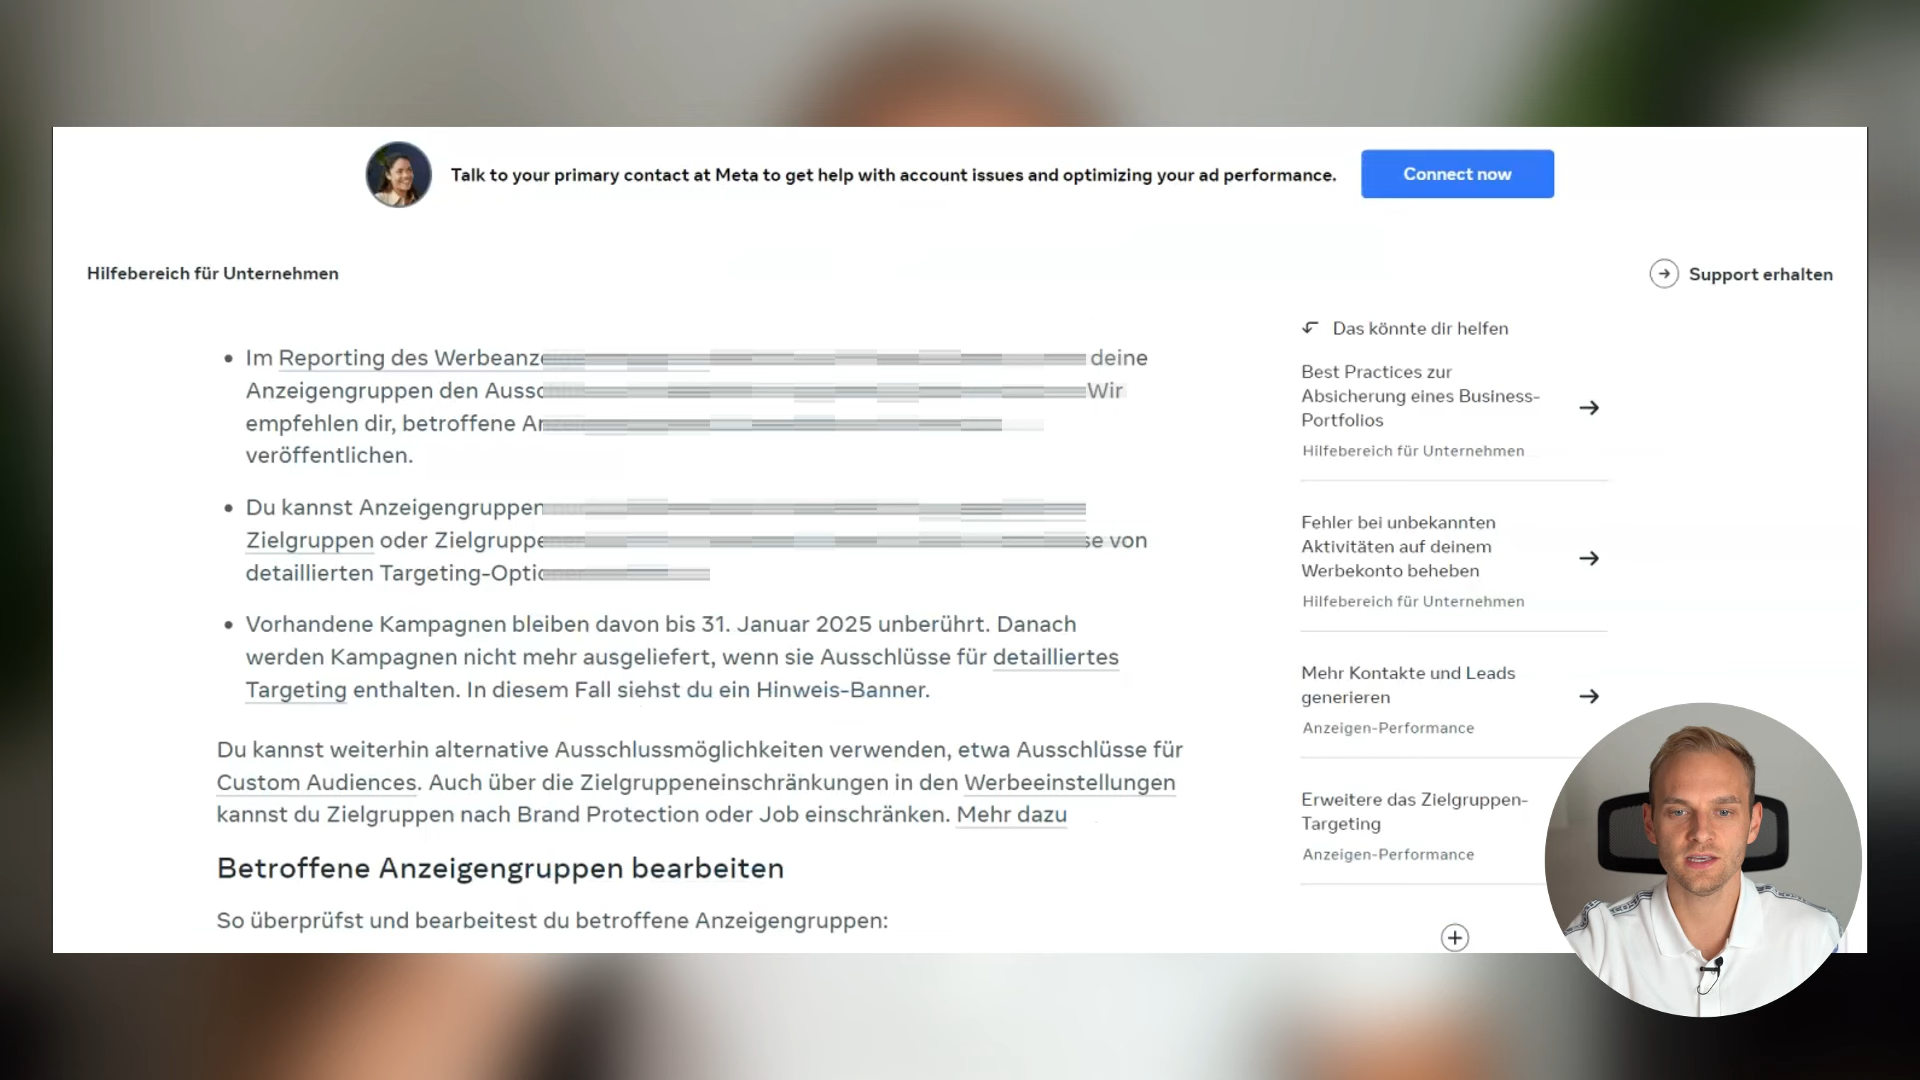 Talk to your primary contact at Meta to get help with account issues and optimizing your ad performance.
Connect now
Hilfebereich für Unternehmen
Support erhalten
Im Reporting des deine
Anzeigengruppen den Wir
empfehlen dir, betroffene
veröffentlichen.
Du kannst Anzeigengruppen
Zielgruppen oder von
detaillierten
Vorhandene Kampagnen bleiben davon bis 31. Januar 2025 unberührt. Danach
werden Kampagnen nicht mehr ausgeliefert, wenn sie Ausschlüsse für detailliertes
Targeting enthalten. In diesem Fall siehst du ein Hinweis-Banner.
Du kannst weiterhin alternative Ausschlussmöglichkeiten verwenden, etwa Ausschlüsse für
Custom Audiences. Auch über die Zielgruppeneinschränkungen in den Werbeeinstellungen
kannst du Zielgruppen nach Brand Protection oder Job einschränken. Mehr dazu
Betroffene Anzeigengruppen bearbeiten
So überprüfst und bearbeitest du betroffene Anzeigengruppen:
Das könnte dir helfen
Best Practices zur
Absicherung eines Business-
Portfolios
Hilfebereich für Unternehmen
Fehler bei unbekannten
Aktivitäten auf deinem
Werbekonto beheben
Hilfebereich für Unternehmen
Mehr Kontakte und Leads
generieren
Anzeigen-Performance
Erweitere das Zielgruppen-
Targeting
Anzeigen-Performance